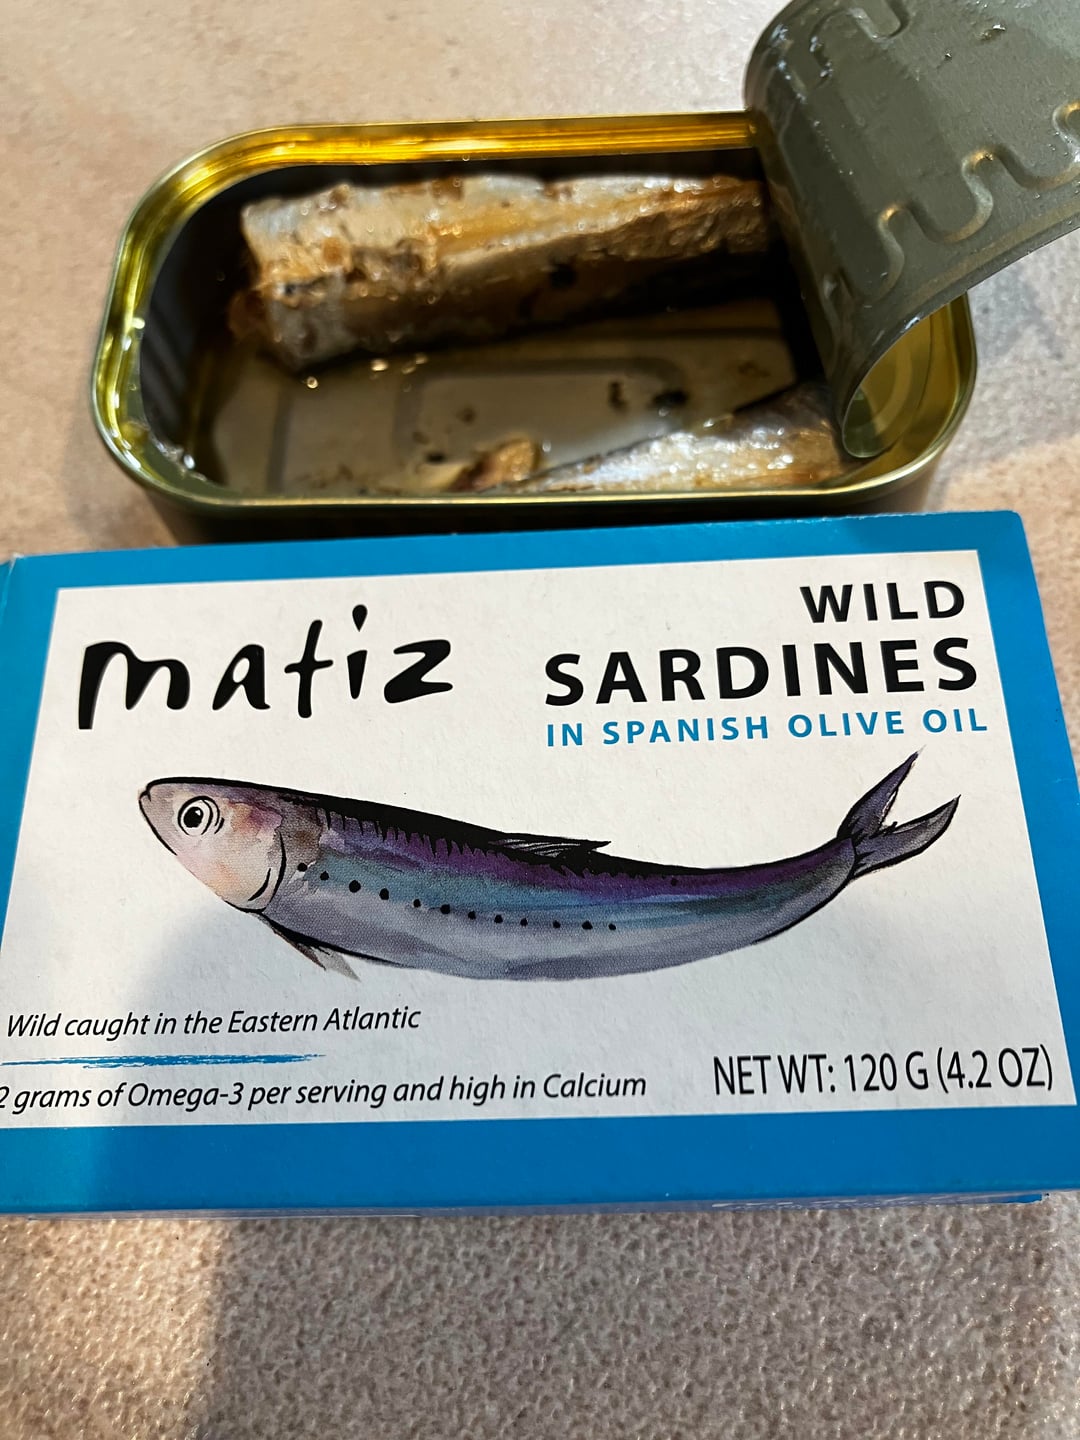 matiz
WILD
SARDINES
IN SPANISH OLIVE OIL
Wild caught in the Eastern Atlantic
2 grams of Omega-3 per serving and high in Calcium
NET WT: 120 G (4.2 OZ)